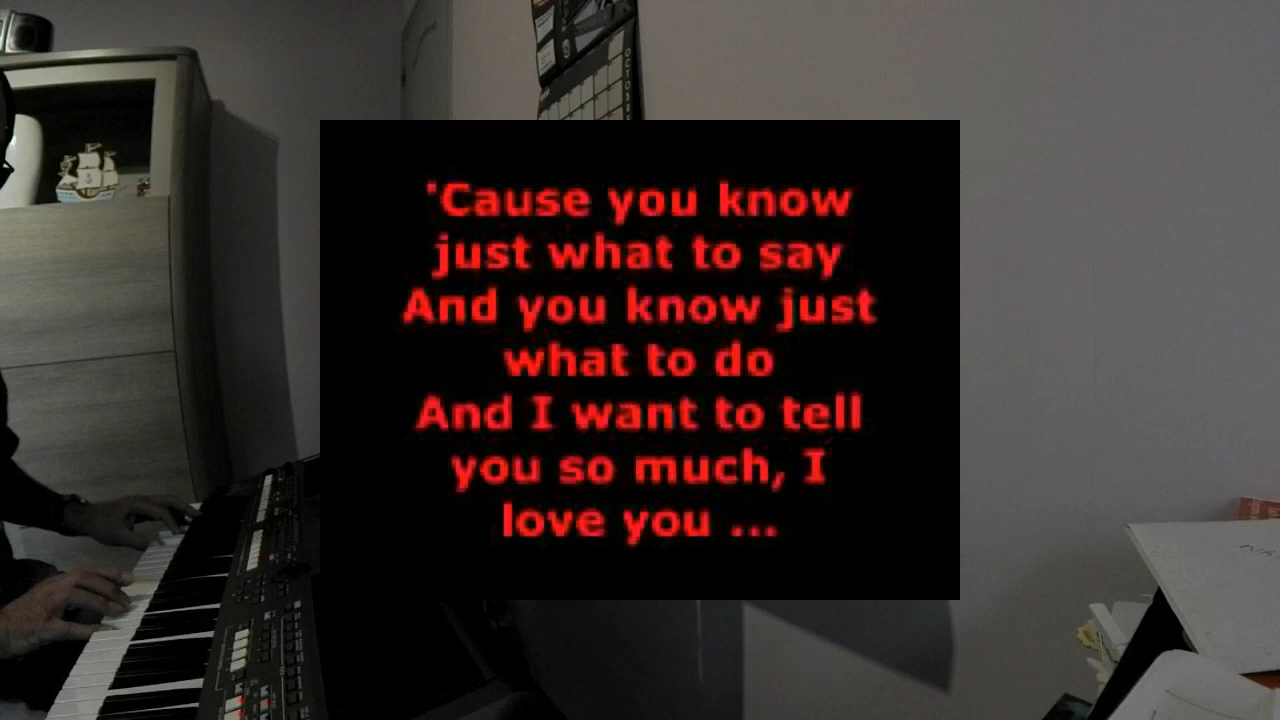 OCTOBER
'Cause you know
just what to say
And you know just
what to do
And I want to tell
you so much, I
love you ...